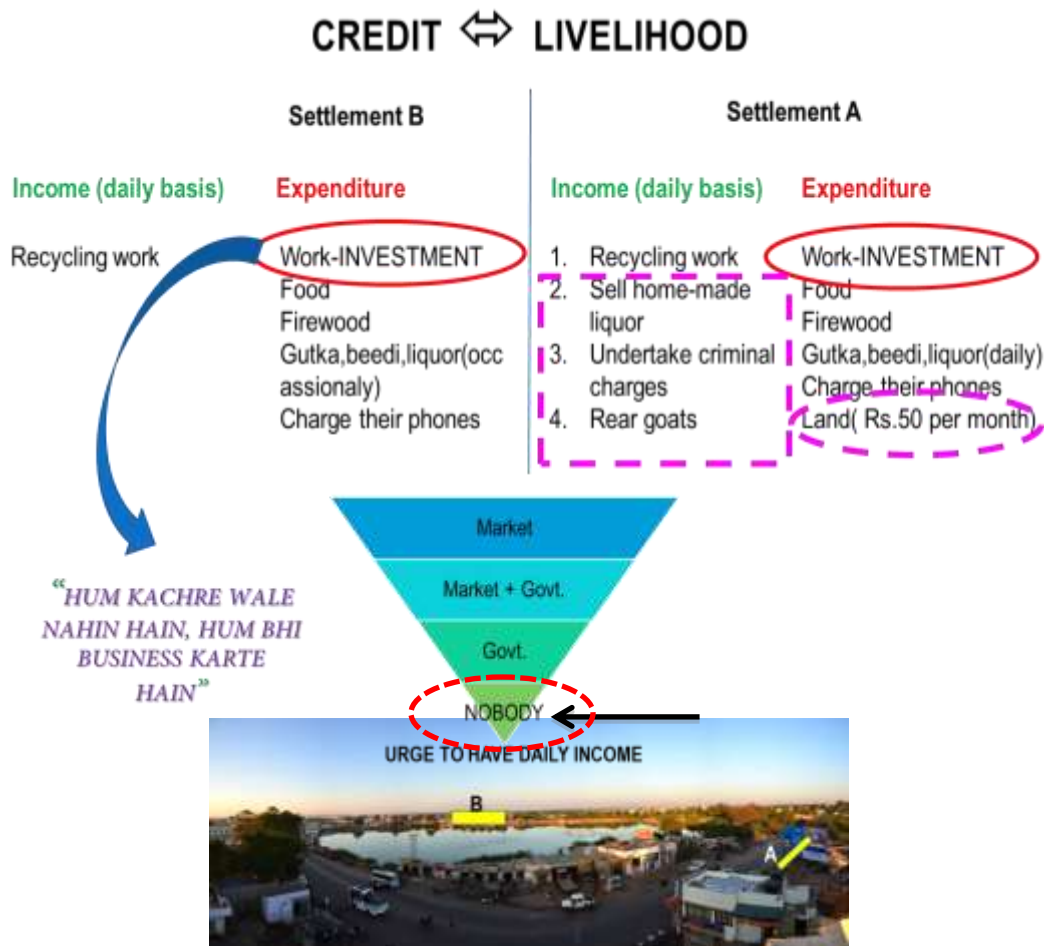 CREDIT ⇔ LIVELIHOOD
Settlement B
Income (daily basis)
Expenditure
Recycling work
Work-INVESTMENT
Food
Firewood
Gutka,beedi,liquor(occ
assionaly)
Charge their phones
Settlement A
Income (daily basis)
Expenditure
1. Recycling work
2. Sell home-made
liquor
3. Undertake criminal
charges
4. Rear goats
Work-INVESTMENT
Food
Firewood
Gutka,beedi,liquor(daily)
Charge their phones
Land( Rs.50 per month)
Market
Market + Govt.
Govt.
NOBODY
“HUM KACHRE WALE
NAHIN HAIN, HUM BHI
BUSINESS KARTE
HAIN”
URGE TO HAVE DAILY INCOME
B
A